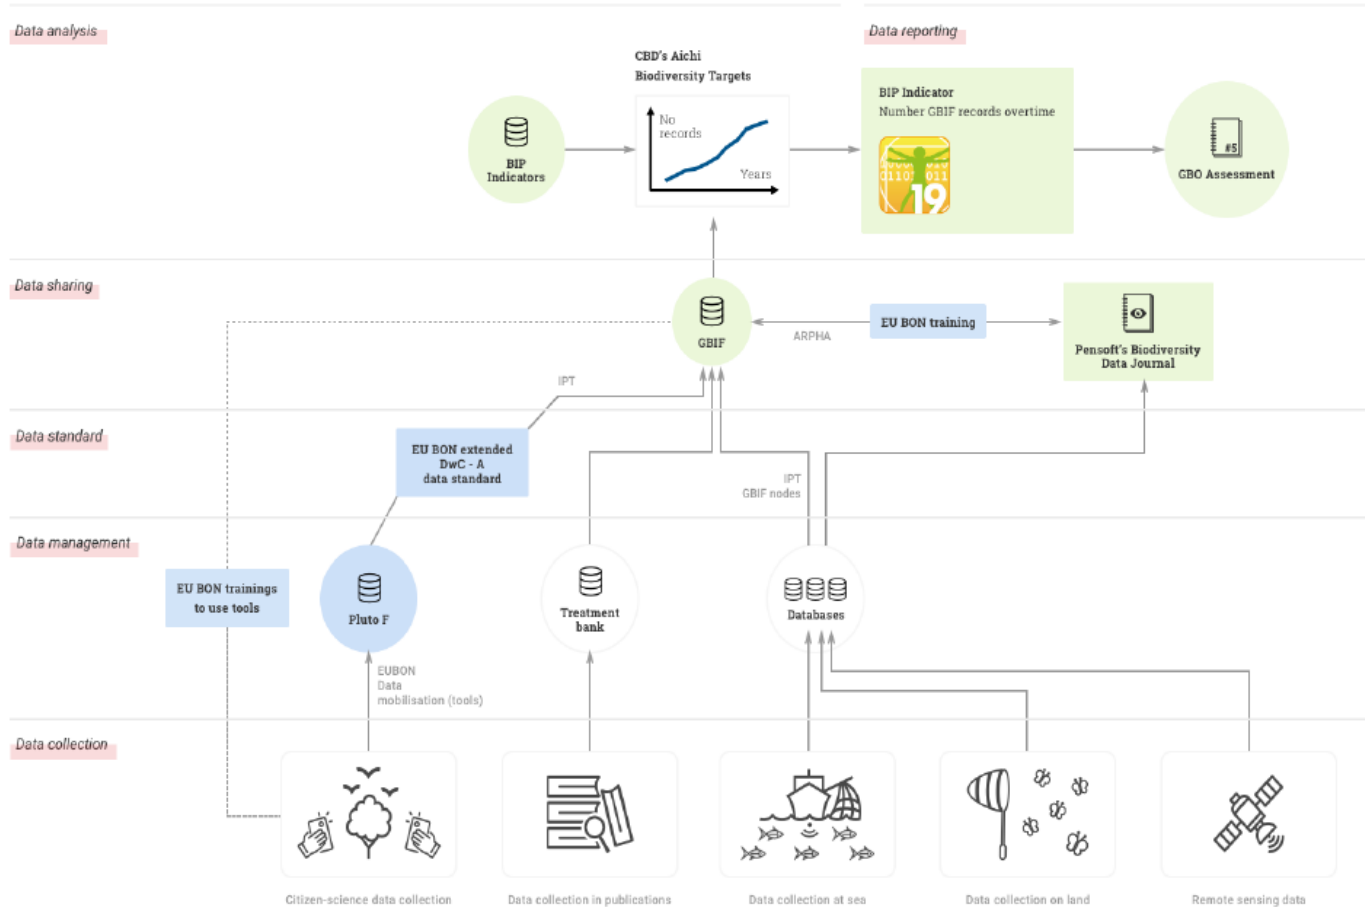 Data analysis
Data reporting
CBD's Aichi
Biodiversity Targets
BIP Indicator
Number GBIF records overtime
No
records
Years
BIP
Indicators
19
#5
GBO Assessment
Data sharing
GBIF
ARPHA
EU BON training
Pensoft's Biodiversity
Data Journal
IPT
Data standard
EU BON extended
DwC - A
data standard
IPT
GBIF nodes
Data management
EU BON trainings
to use tools
Pluto F
Treatment
bank
Databases
EUBON
Data
mobilisation (tools)
Data collection
Citizen-science data collection
Data collection in publications
Data collection at sea
Data collection on land
Remote sensing data